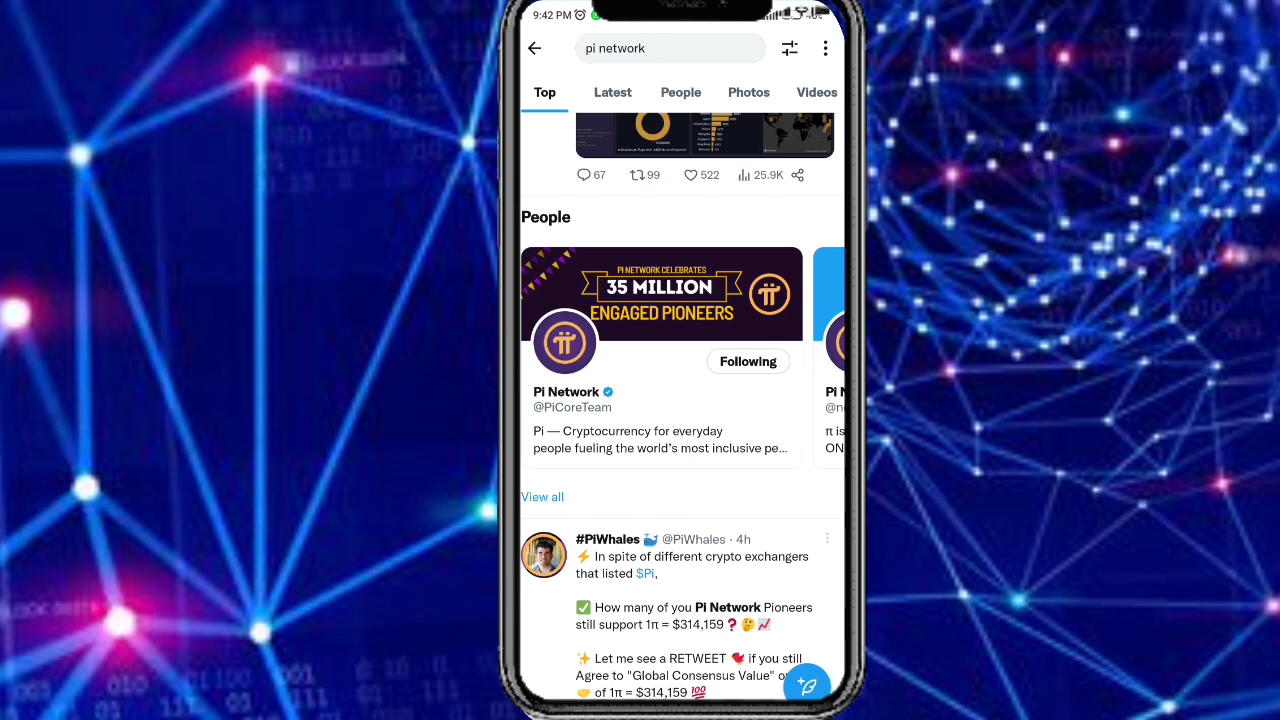 9:42 PM
pi network
Top Latest People Photos Videos
67 99 522 25.9K
People
PI NETWORK CELEBRATES
35 MILLION
ENGAGED PIONEERS
Following
Pi Network
@PiCoreTeam
Pi — Cryptocurrency for everyday
people fueling the world's most inclusive pe...
View all
#PiWhales 🐳 @PiWhales · 4h
⚡ In spite of different crypto exchangers
that listed $Pi,
✅ How many of you Pi Network Pioneers
still support 1π = $314,159 ❓ 🤔 📈
✨ Let me see a RETWEET 🐦 if you still
Agree to "Global Consensus Value"
🤝 of 1π = $314,159 💯